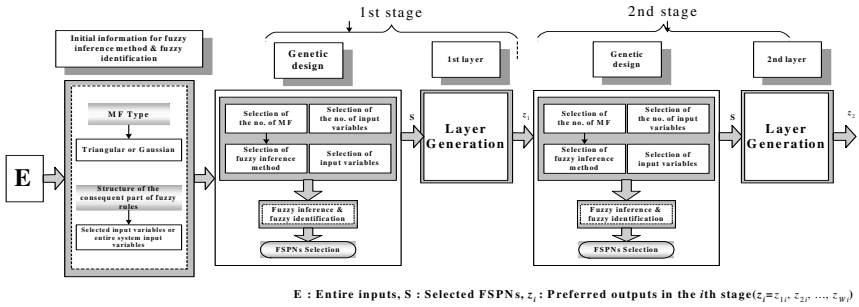 1st stage
2nd stage
Initial information for fuzzy
inference method & fuzzy
identification
Genetic
design
1st layer
Genetic
design
2nd layer
E
MF Type
Triangular or Gaussian
Structure of the
consequent part of fuzzy
rules
Selected input variables or
entire system input
variables
Selection of
the no. of MF
Selection of
the no. of input
variables
Selection of
fuzzy inference
method
Selection of
input variables
Fuzzy inference &
fuzzy identification
FSPNs Selection
S
Layer
Generation
z1
Selection of
the no. of MF
Selection of
the no. of input
variables
Selection of
fuzzy inference
method
Selection of
input variables
Fuzzy inference &
fuzzy identification
FSPNs Selection
S
Layer
Generation
z2
E : Entire inputs, S : Selected FSPNs, zi : Preferred outputs in the ith stage(zi=z1i, z2i, ..., zWi)